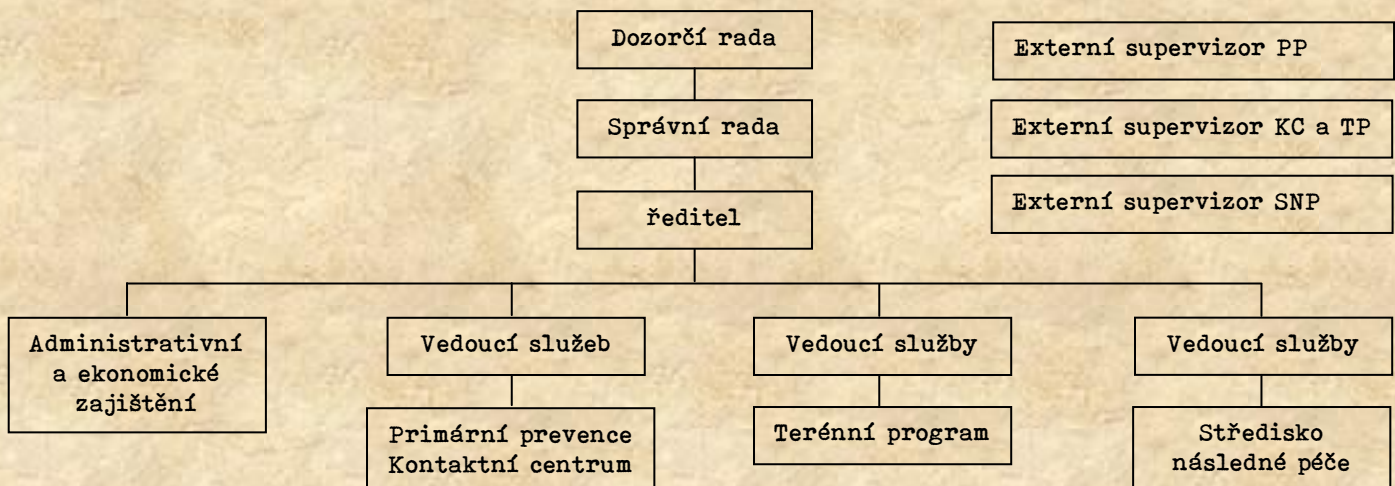 Dozorčí rada
Externí supervizor PP
Správní rada
Externí supervizor KC a TP
ředitel
Externí supervizor SNP
Administrativní
a ekonomické
zajištění
Vedoucí služeb
Vedoucí služby
Vedoucí služby
Primární prevence
Kontaktní centrum
Terénní program
Středisko
následné péče